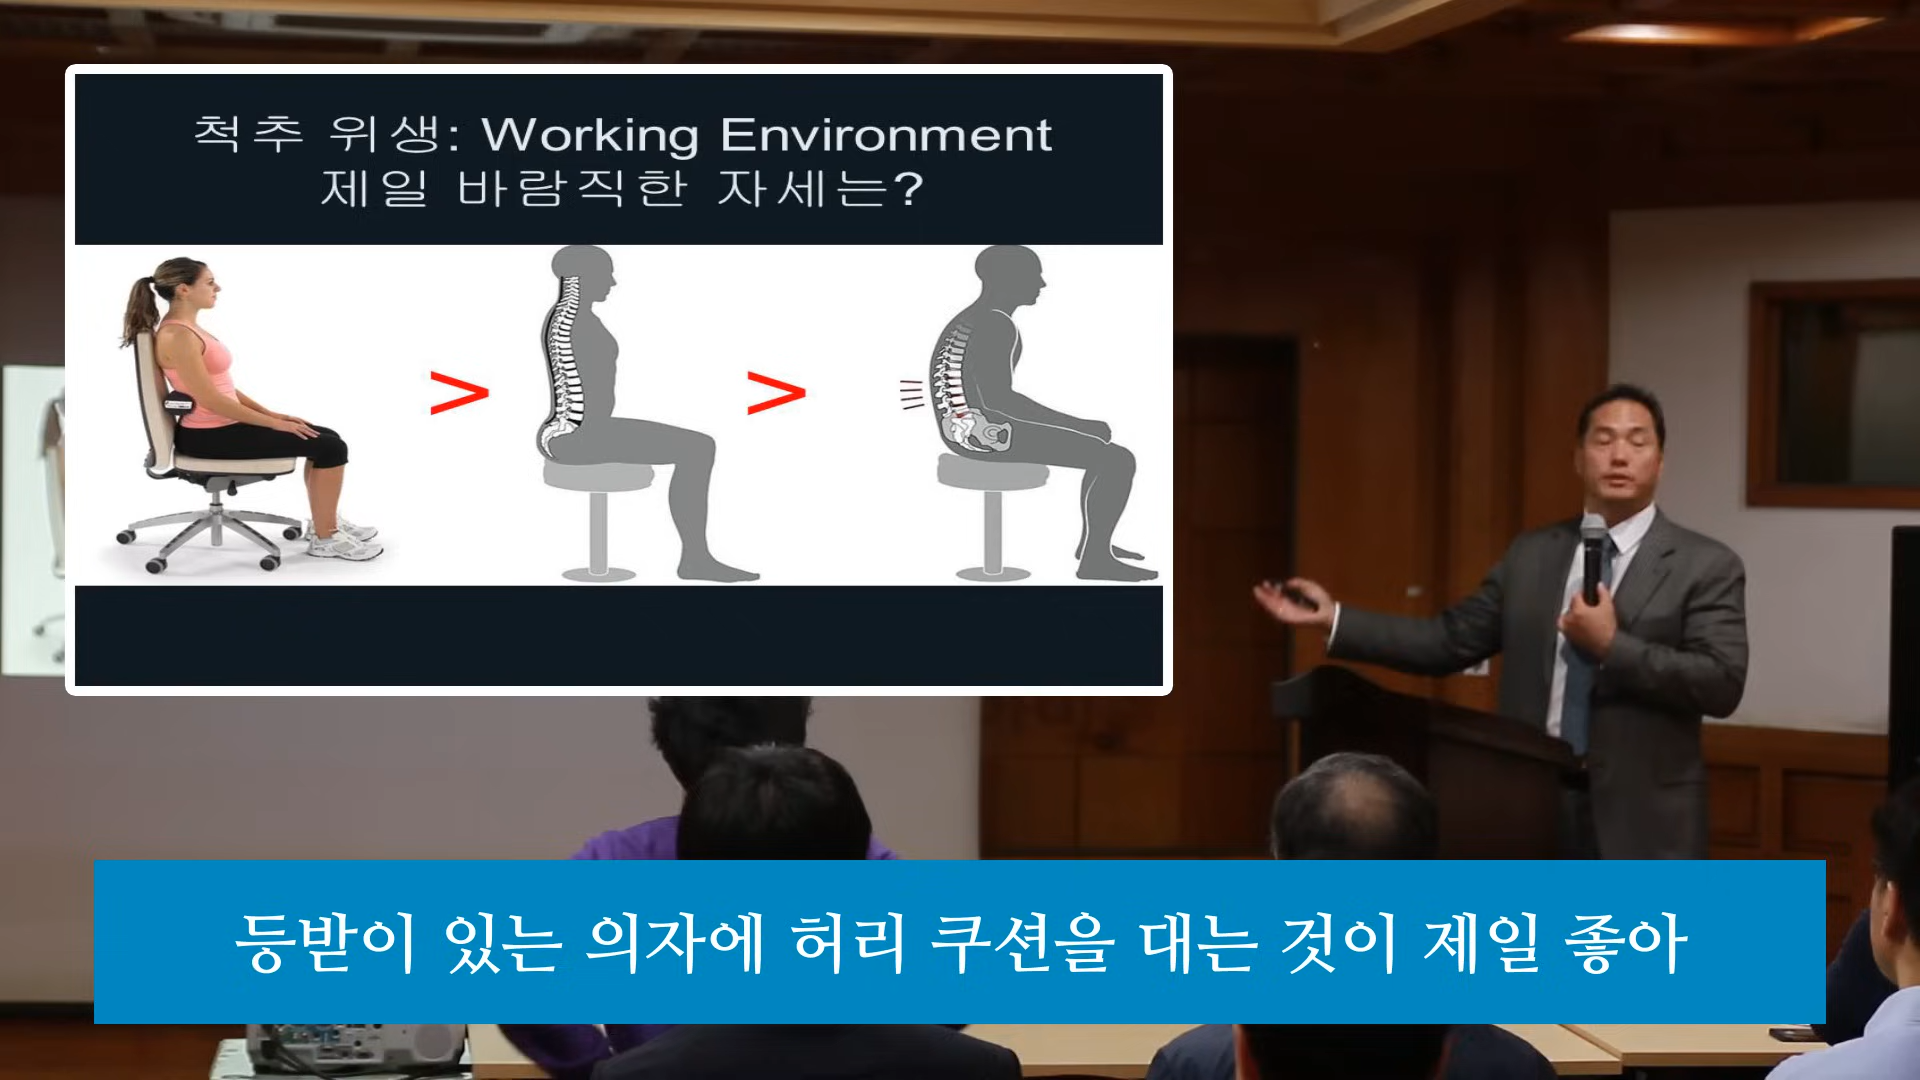 척추 위생: Working Environment
제일 바람직한 자세는?
>
>
등받이 있는 의자에 허리 쿠션을 대는 것이 제일 좋아